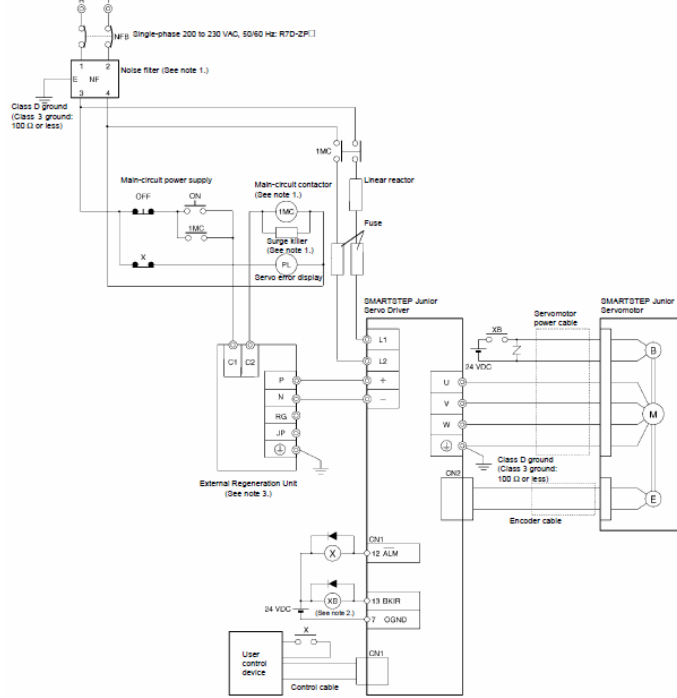 R T
NFB
Single-phase 200 to 230 VAC, 50/60 Hz: R7D-ZP□
1 2
E NF
3 4
Noise filter (See note 1.)
Class D ground
(Class 3 ground:
100 Ω or less)
1MC
Main-circuit power supply
OFF
ON
1MC
X
Main-circuit contactor
(See note 1.)
1MC
Surge killer
(See note 1.)
PL
Servo error display
Linear reactor
Fuse
SMARTSTEP Junior
Servo Driver
SMARTSTEP Junior
Servomotor
Servomotor
power cable
XB
24 VDC
B
L1
L2
+
−
C1 C2
P
N
RG
JP
External Regeneration Unit
(See note 3.)
U
V
W
M
Class D ground
(Class 3 ground:
100 Ω or less)
CN2
E
Encoder cable
CN1
X
12 ALM
24 VDC
XB
(See note 2.)
13 BKIR
7 OGND
X
User
control
device
CN1
Control cable